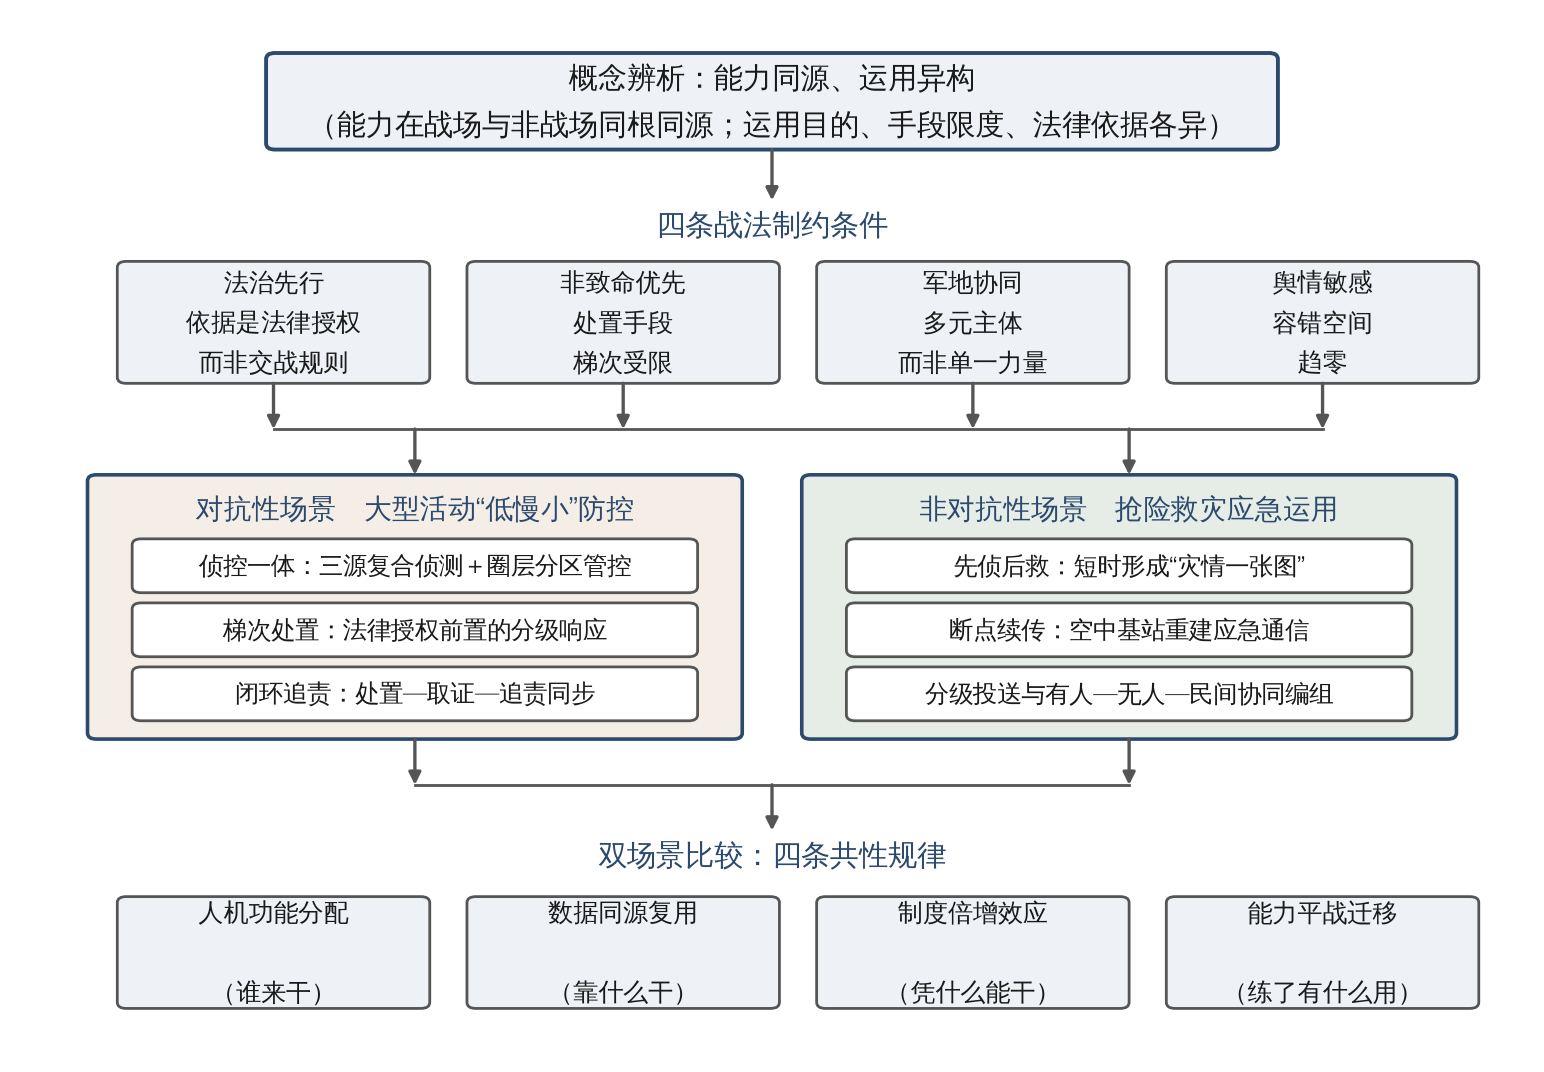 概念辨析：能力同源、运用异构
（能力在战场与非战场同根同源；运用目的、手段限度、法律依据各异）
四条战法制约条件
法治先行
依据是法律授权
而非交战规则
非致命优先
处置手段
梯次受限
军地协同
多元主体
而非单一力量
舆情敏感
容错空间
趋零
对抗性场景　大型活动“低慢小”防控
侦控一体：三源复合侦测＋圈层分区管控
梯次处置：法律授权前置的分级响应
闭环追责：处置—取证—追责同步
非对抗性场景　抢险救灾应急运用
先侦后救：短时形成“灾情一张图”
断点续传：空中基站重建应急通信
分级投送与有人—无人—民间协同编组
双场景比较：四条共性规律
人机功能分配
（谁来干）
数据同源复用
（靠什么干）
制度倍增效应
（凭什么能干）
能力平战迁移
（练了有什么用）